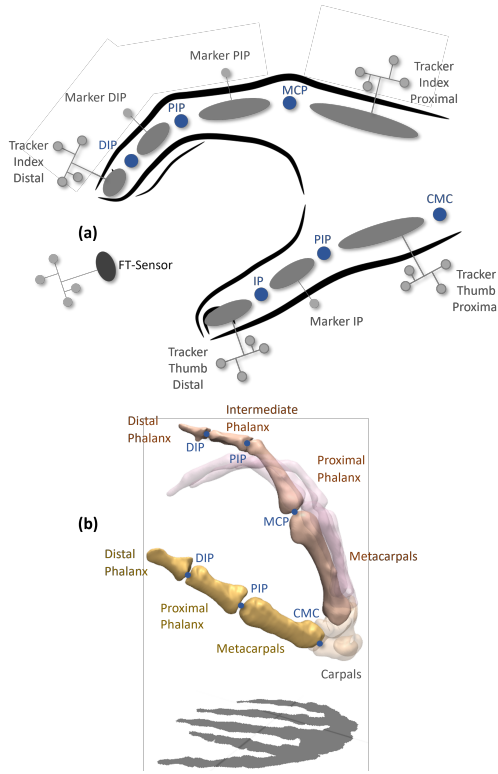 Marker PIP
Tracker
Index
Proximal
MCP
Marker DIP
PIP
DIP
Tracker
Index
Distal
CMC
(a)
FT-Sensor
PIP
IP
Tracker
Thumb
Proxima
Marker IP
Tracker
Thumb
Distal
Intermediate
Phalanx
Distal
Phalanx
DIP
PIP
Proximal
Phalanx
MCP
(b)
Metacarpals
Distal
Phalanx
DIP
PIP
Proximal
Phalanx
CMC
Metacarpals
Carpals